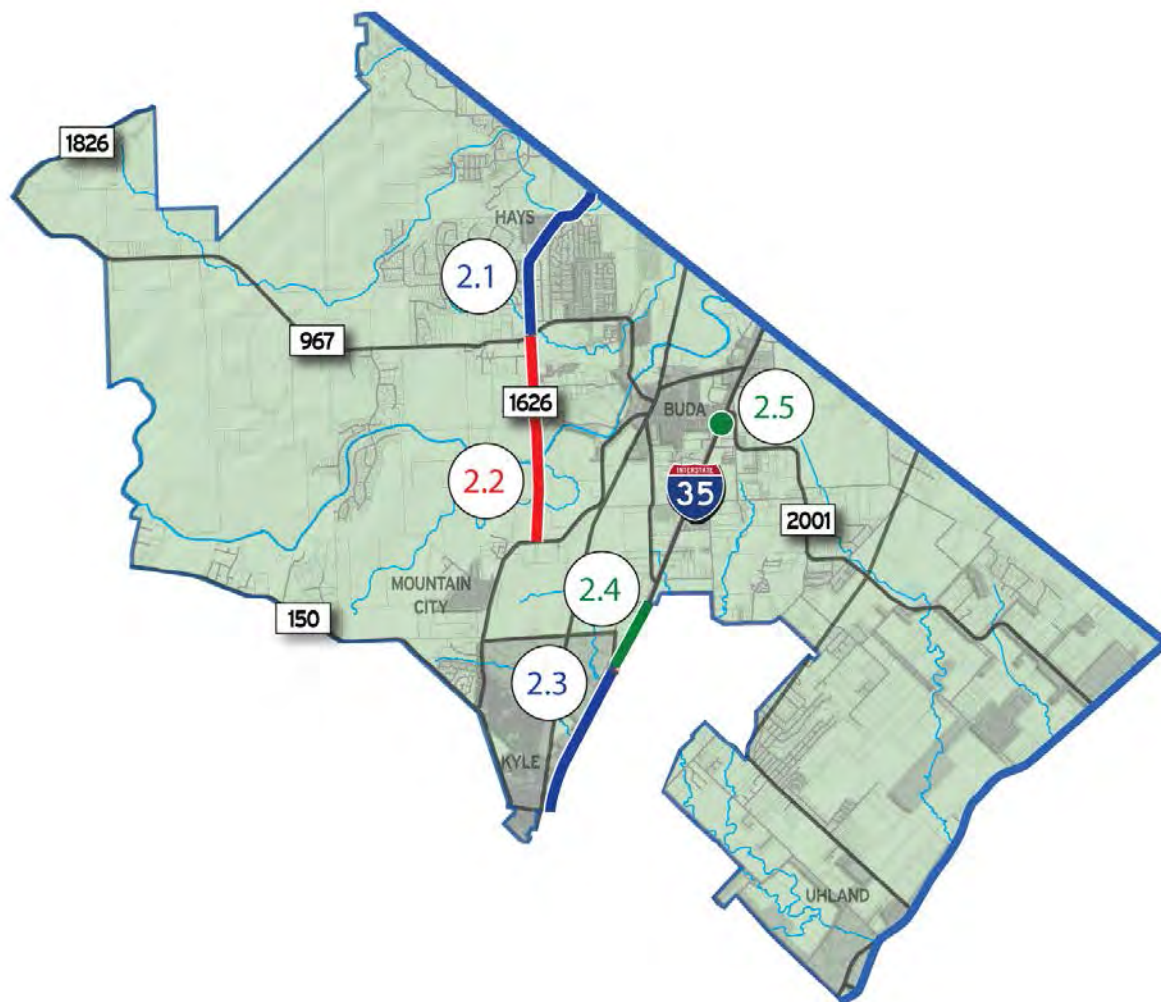 1826
HAYS
2.1
967
1626
BUDA
2.5
2.2
INTERSTATE
35
2001
MOUNTAIN
CITY
2.4
150
2.3
KYLE
UHLAND